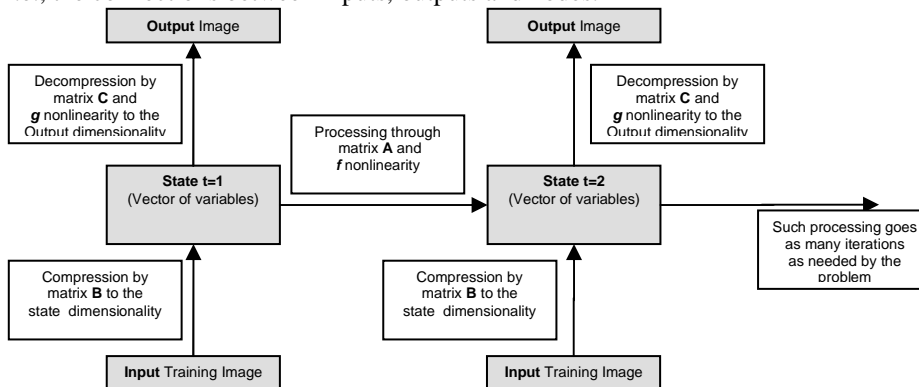 Output Image
Output Image
Decompression by
matrix C and
g nonlinearity to the
Output dimensionality
Decompression by
matrix C and
g nonlinearity to the
Output dimensionality
Processing through
matrix A and
f nonlinearity
State t=1
(Vector of variables)
State t=2
(Vector of variables)
Such processing goes
as many iterations
as needed by the
problem
Compression by
matrix B to the
state dimensionality
Compression by
matrix B to the
state dimensionality
Input Training Image
Input Training Image